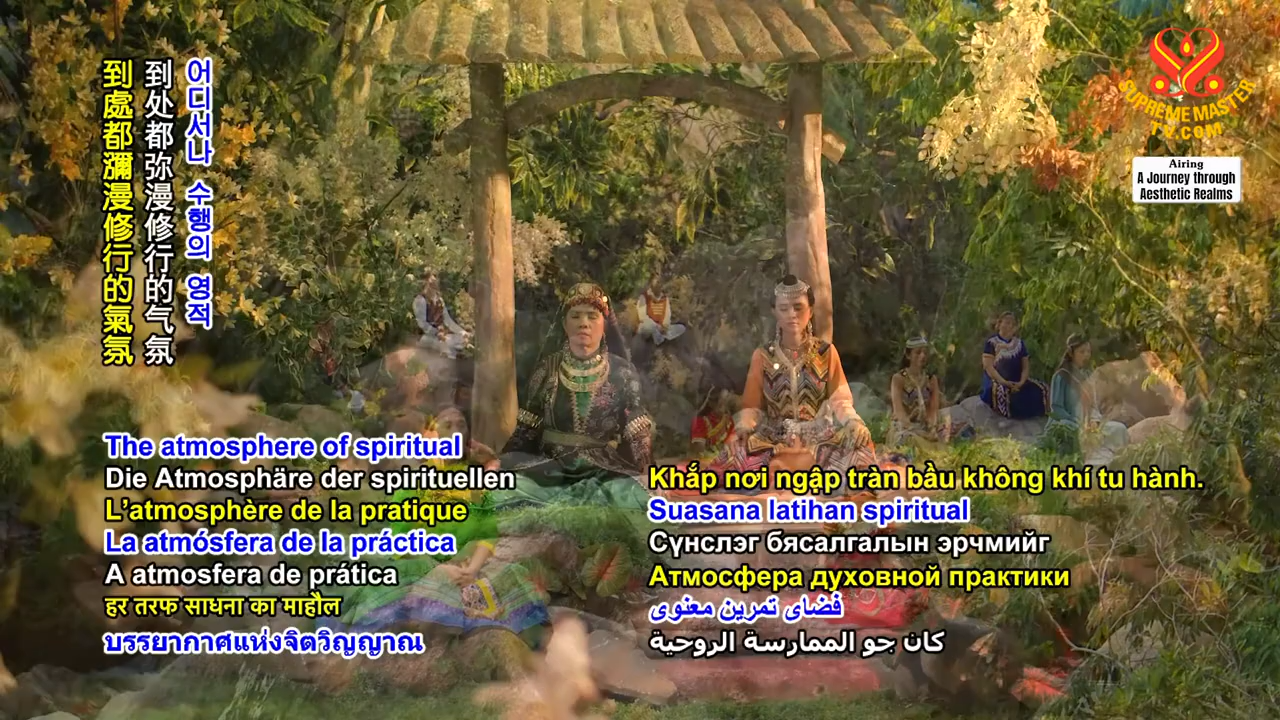 到處都瀰漫修行的氣氛
到处都弥漫修行的气氛
어디서나 수행의 영적
SUPREME MASTER
TV.COM
Airing
A Journey through
Aesthetic Realms
The atmosphere of spiritual
Die Atmosphäre der spirituellen
L'atmosphère de la pratique
La atmósfera de la práctica
A atmosfera de prática
हर तरफ साधना का माहौल
บรรยากาศแห่งจิตวิญญาณ
Khắp nơi ngập tràn bầu không khí tu hành.
Suasana latihan spiritual
Сүнслэг бясалгалын эрчмийг
Атмосфера духовной практики
فضای تمرین معنوی
كان جو الممارسة الروحية